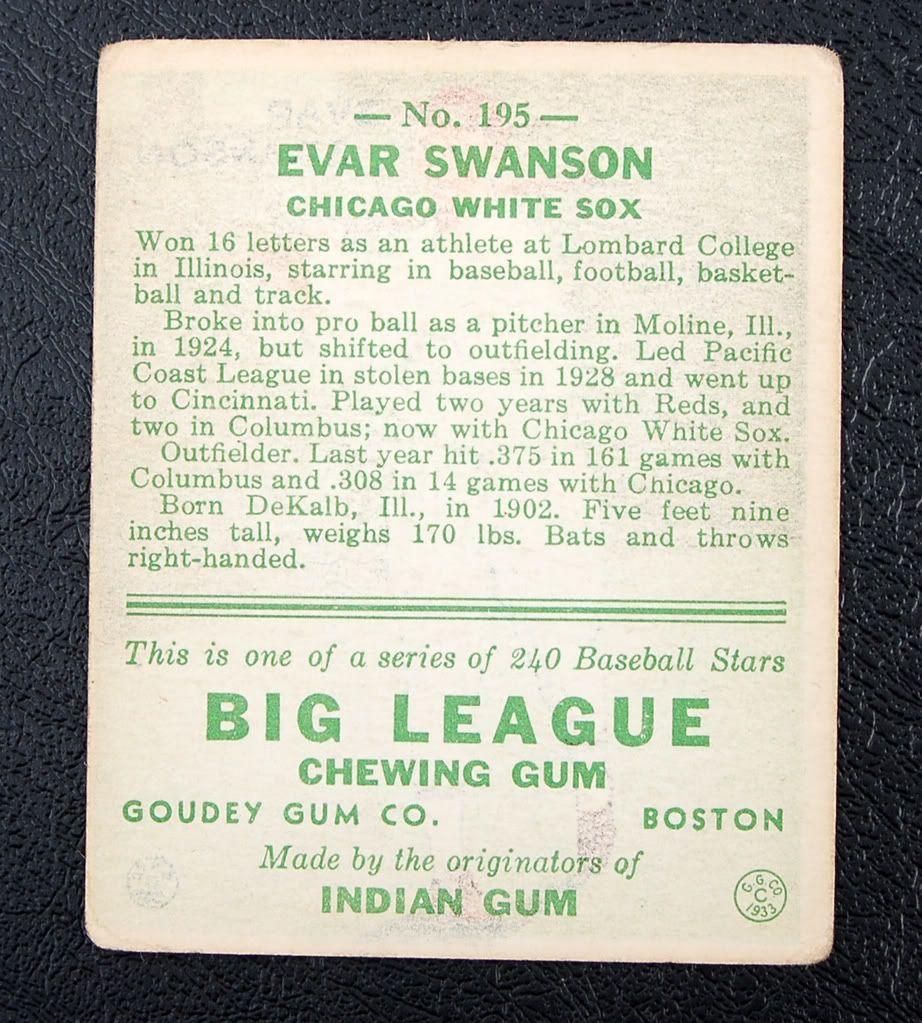 — No. 195 —
EVAR SWANSON
CHICAGO WHITE SOX
Won 16 letters as an athlete at Lombard College
in Illinois, starring in baseball, football, basket-
ball and track.
Broke into pro ball as a pitcher in Moline, Ill.,
in 1924, but shifted to outfielding. Led Pacific
Coast League in stolen bases in 1928 and went up
to Cincinnati. Played two years with Reds, and
two in Columbus; now with Chicago White Sox.
Outfielder. Last year hit .375 in 161 games with
Columbus and .308 in 14 games with Chicago.
Born DeKalb, Ill., in 1902. Five feet nine
inches tall, weighs 170 lbs. Bats and throws
right-handed.
This is one of a series of 240 Baseball Stars
BIG LEAGUE
CHEWING GUM
GOUDEY GUM CO. BOSTON
Made by the originators of
INDIAN GUM
G. G. CO.
C
1933